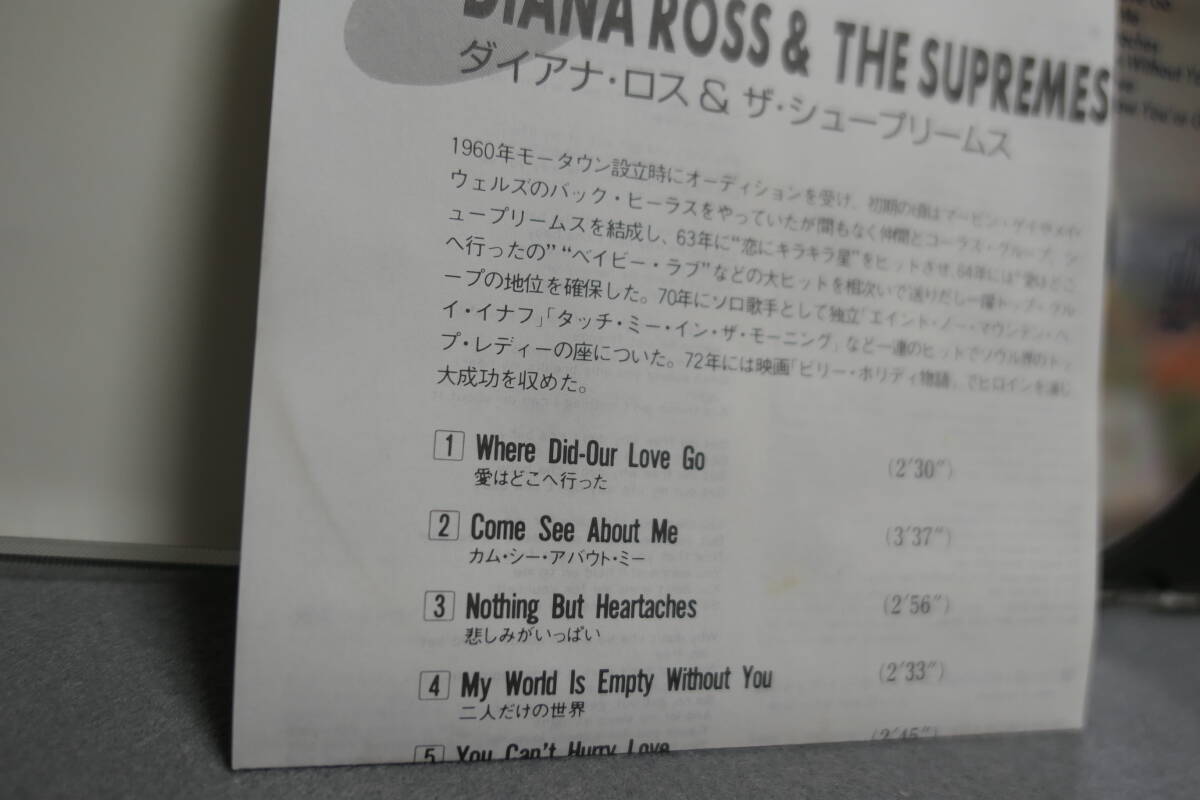 DIANA ROSS & THE SUPREMES
ダイアナ・ロス & ザ・シュープリームス
1960年モータウン設立時にオーディションを受け、初期の頃はマービン・ゲイやメリ
ウェルズのバック・ヒーラスをやっていたが間もなく仲間とコーラス・グループ、シ
ュープリームスを結成し、63年に“恋にキラキラ星”をヒットさせ、64年には“愛はどこ
へ行ったの” “ベイビー・ラブ”などの大ヒットを相次いで送りだし一躍トップ・グル
ープの地位を確保した。70年にソロ歌手として独立「エイント・ノー・マウンテン・ハ
イ・イナフ」「タッチ・ミー・イン・ザ・モーニング」など一連のヒットでソウル界のトッ
プ・レディーの座についた。72年には映画「ビリー・ホリディ物語」でヒロインを演じ
大成功を収めた。
1 Where Did-Our Love Go (2′30″)
愛はどこへ行った
2 Come See About Me (3′37″)
カム・シー・アバウト・ミー
3 Nothing But Heartaches (2′56″)
悲しみがいっぱい
4 My World Is Empty Without You (2′33″)
二人だけの世界
5 You Can't Hurry Love (2′45″)